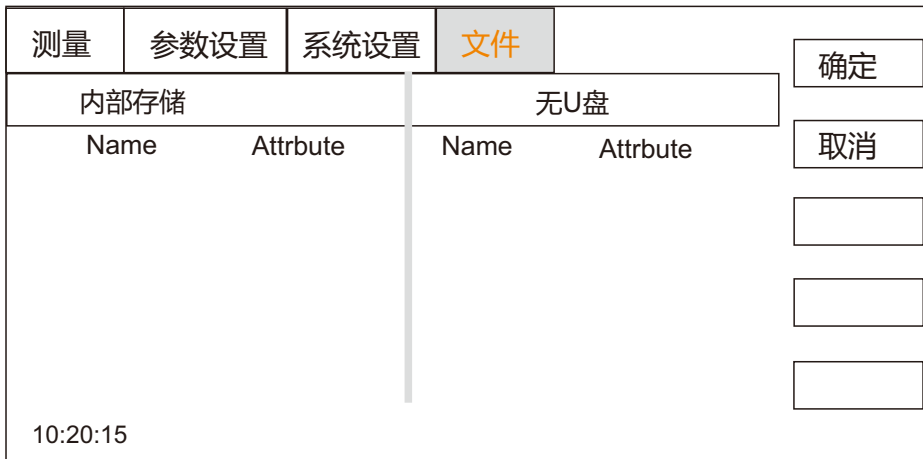 测量 参数设置 系统设置 文件
确定
内部存储 无U盘
Name Attrbute Name Attrbute
取消
10:20:15